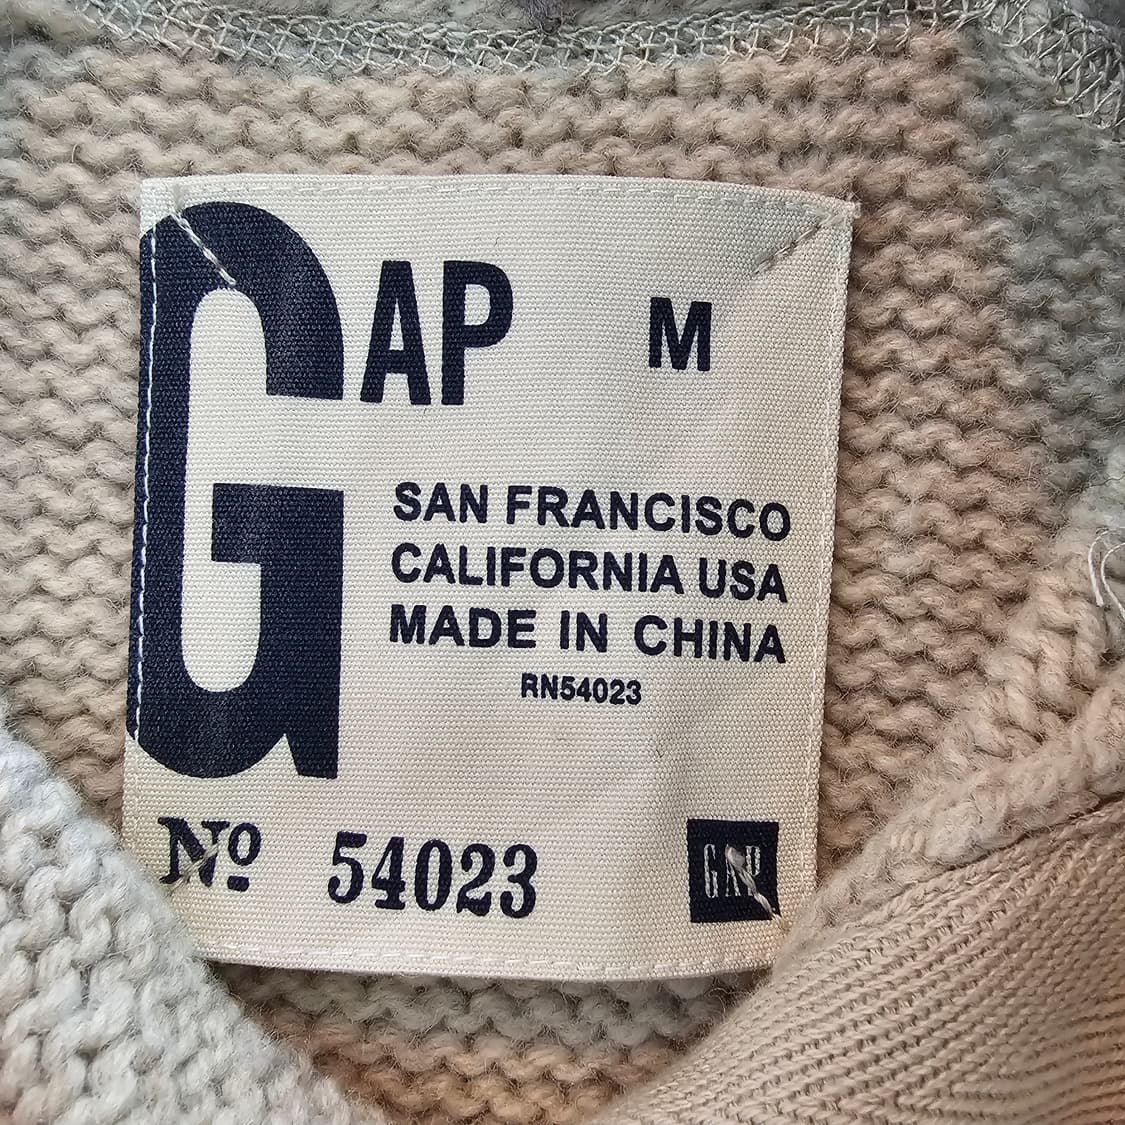 GAP M
SAN FRANCISCO
CALIFORNIA USA
MADE IN CHINA
RN54023
Nº 54023 GAP